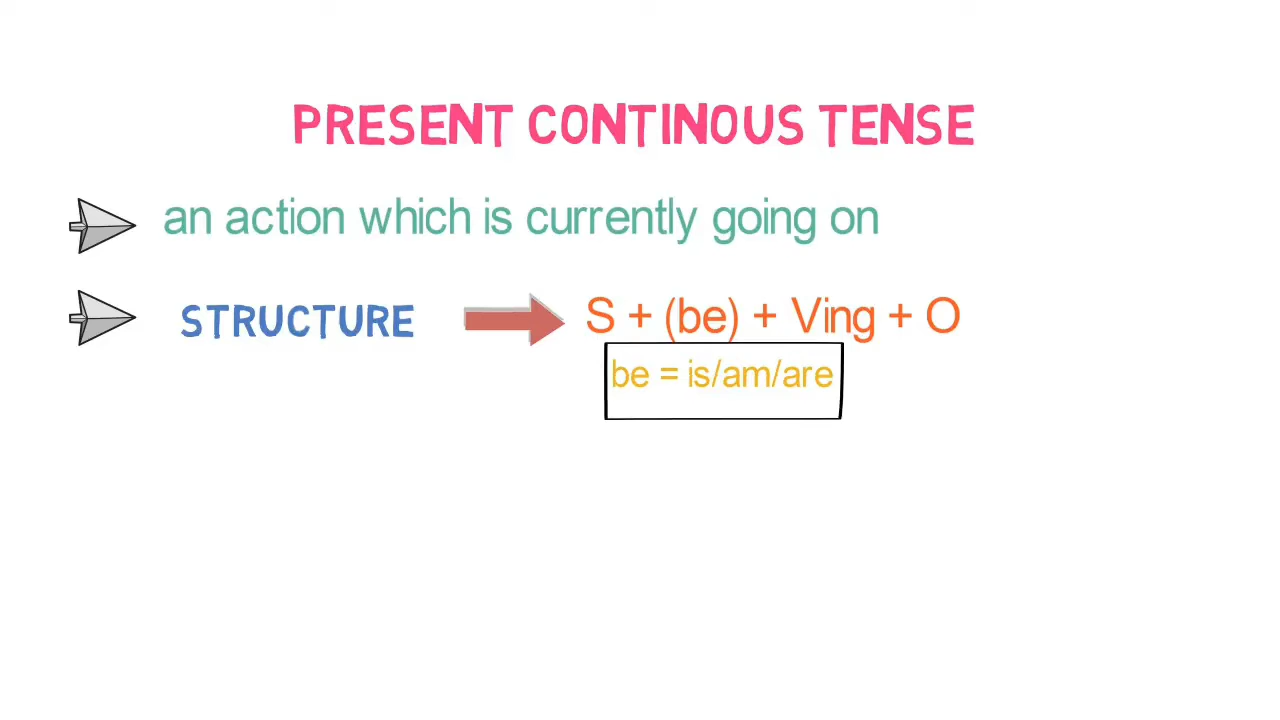 PRESENT CONTINOUS TENSE
an action which is currently going on
STRUCTURE S + (be) + Ving + O
be = is/am/are